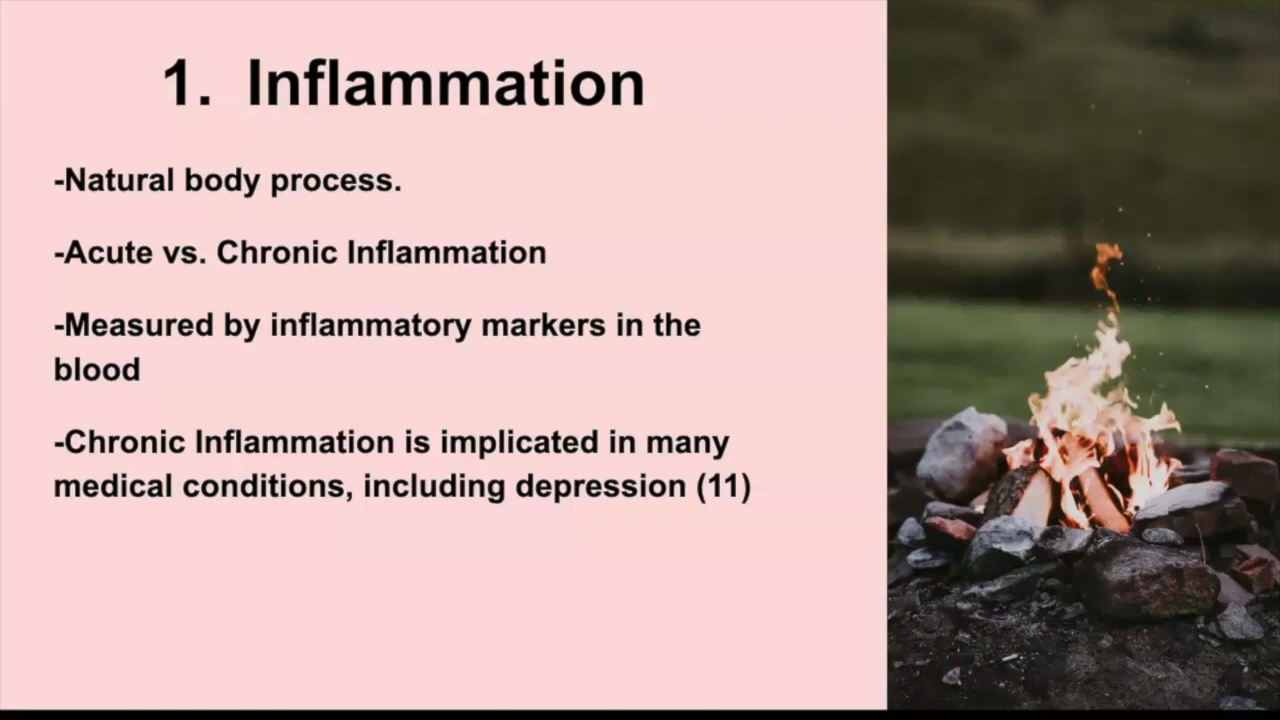 1. Inflammation
-Natural body process.
-Acute vs. Chronic Inflammation
-Measured by inflammatory markers in the
blood
-Chronic Inflammation is implicated in many
medical conditions, including depression (11)